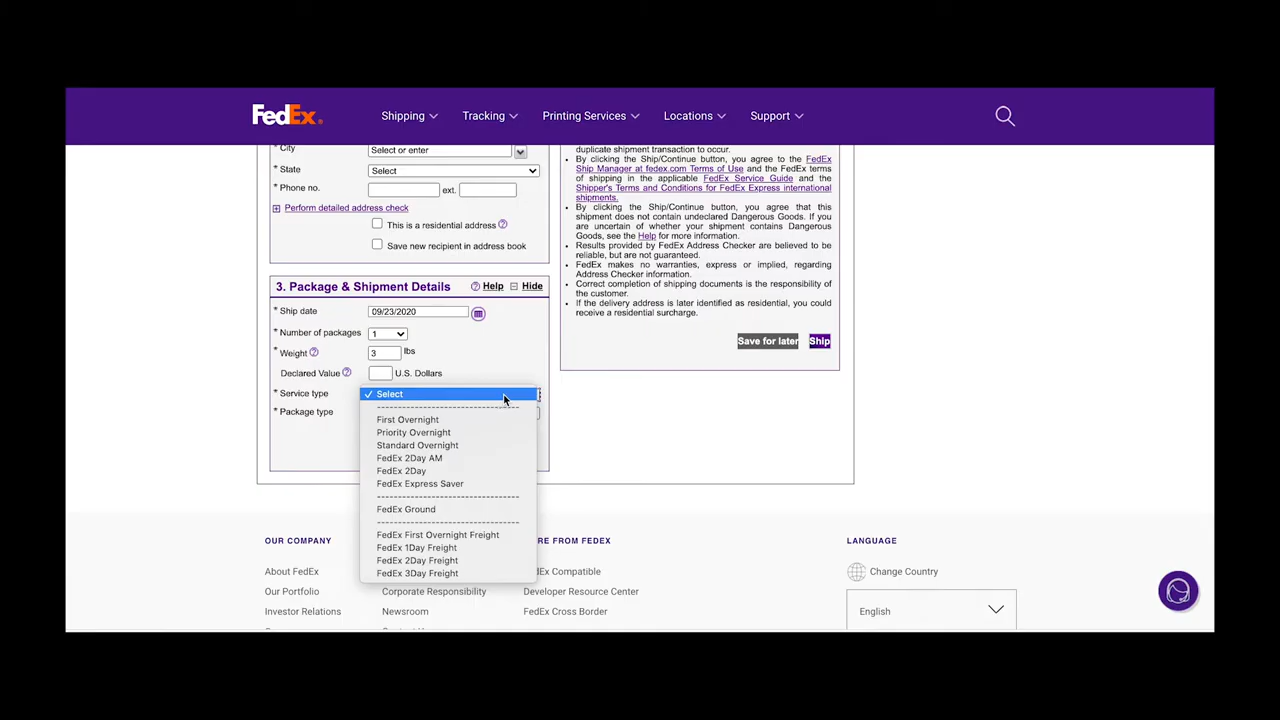 FedEx. Shipping Tracking Printing Services Locations Support
* City Select or enter
* State Select
* Phone no. ext.
Perform detailed address check
This is a residential address
Save new recipient in address book
duplicate shipment transaction to occur.
• By clicking the Ship/Continue button, you agree to the FedEx
Ship Manager at fedex.com Terms of Use and the FedEx terms
of shipping in the applicable FedEx Service Guide and the
Shipper's Terms and Conditions for FedEx Express international
shipments.
• By clicking the Ship/Continue button, you agree that this
shipment does not contain undeclared Dangerous Goods. If you
are uncertain of whether your shipment contains Dangerous
Goods, see the Help for more information.
• Results provided by FedEx Address Checker are believed to be
reliable, but are not guaranteed.
• FedEx makes no warranties, express or implied, regarding
Address Checker information.
• Correct completion of shipping documents is the responsibility of
the customer.
• If the delivery address is later identified as residential, you could
receive a residential surcharge.
Save for later Ship
3. Package & Shipment Details ? Help Hide
* Ship date 09/23/2020
* Number of packages 1
* Weight ? 3 lbs
Declared Value ? U.S. Dollars
* Service type ✓ Select
* Package type
----------------------------------
First Overnight
Priority Overnight
Standard Overnight
FedEx 2Day AM
FedEx 2Day
FedEx Express Saver
----------------------------------
FedEx Ground
----------------------------------
FedEx First Overnight Freight
FedEx 1Day Freight
FedEx 2Day Freight
FedEx 3Day Freight
OUR COMPANY
About FedEx
Our Portfolio
Investor Relations
Corporate Responsibility
Newsroom
RE FROM FEDEX
FedEx Compatible
Developer Resource Center
FedEx Cross Border
LANGUAGE
Change Country
English